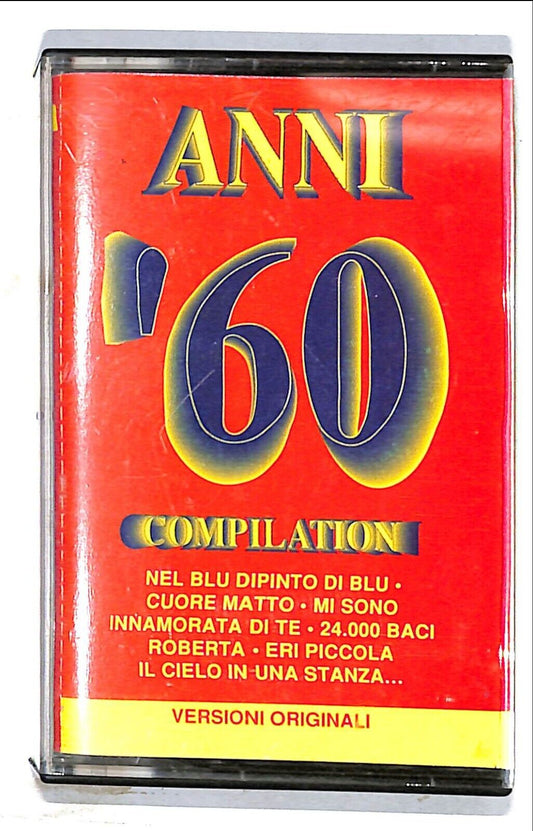 ANNI
'60
COMPILATION
NEL BLU DIPINTO DI BLU •
CUORE MATTO • MI SONO
INNAMORATA DI TE • 24.000 BACI
ROBERTA • ERI PICCOLA
IL CIELO IN UNA STANZA...
VERSIONI ORIGINALI